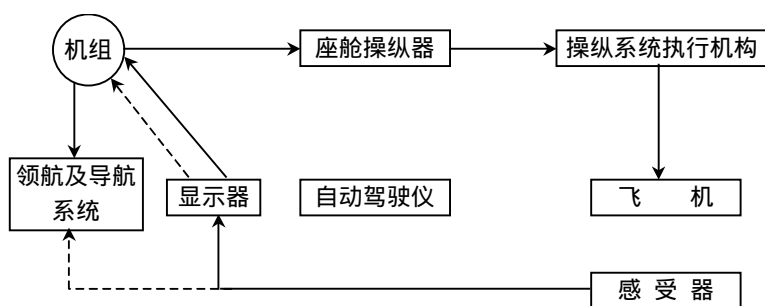 机组
座舱操纵器
操纵系统执行机构
领航及导航
系统
显示器
自动驾驶仪
飞 机
感 受 器